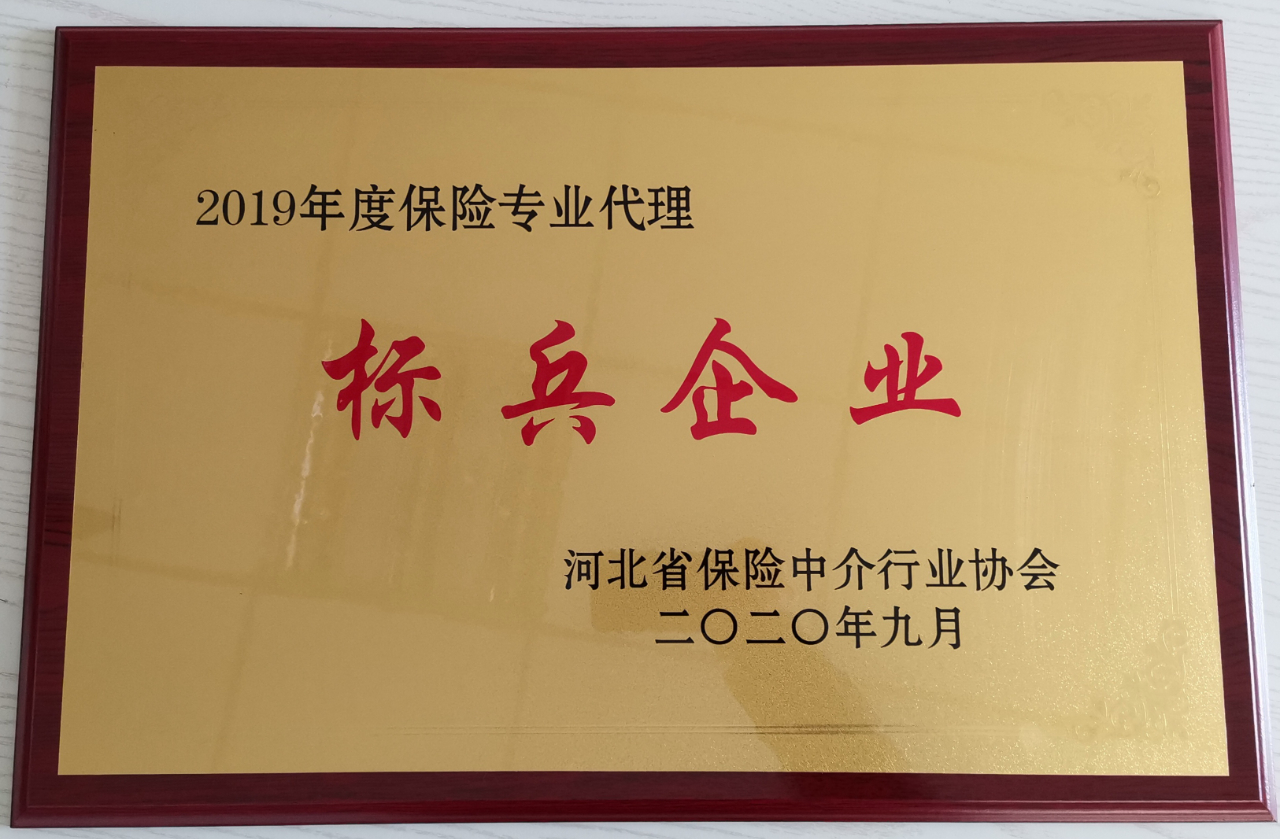 2019年度保险专业代理
标兵企业
河北省保险中介行业协会
二〇二〇年九月